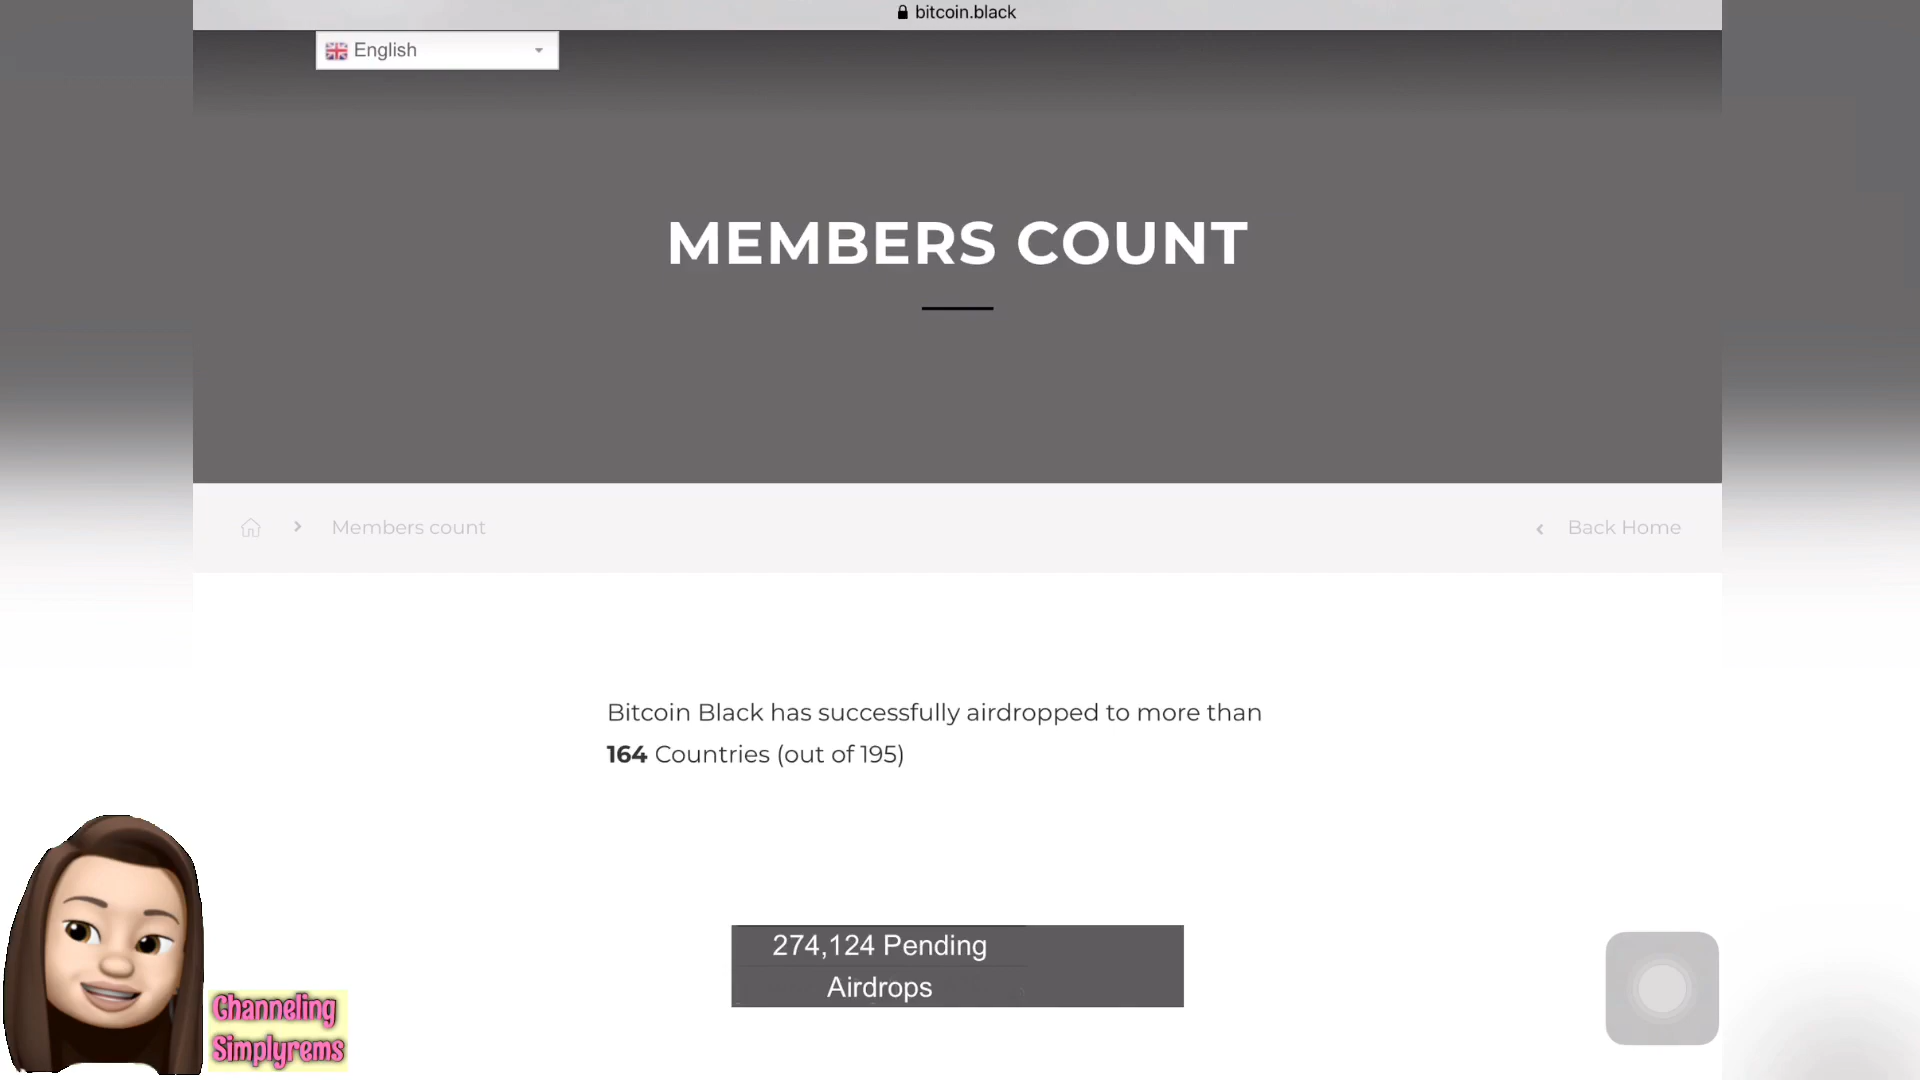 bitcoin.black
English
MEMBERS COUNT
Members count
Back Home
Bitcoin Black has successfully airdropped to more than
164 Countries (out of 195)
274,124 Pending
Airdrops
Channeling
Simplyrems